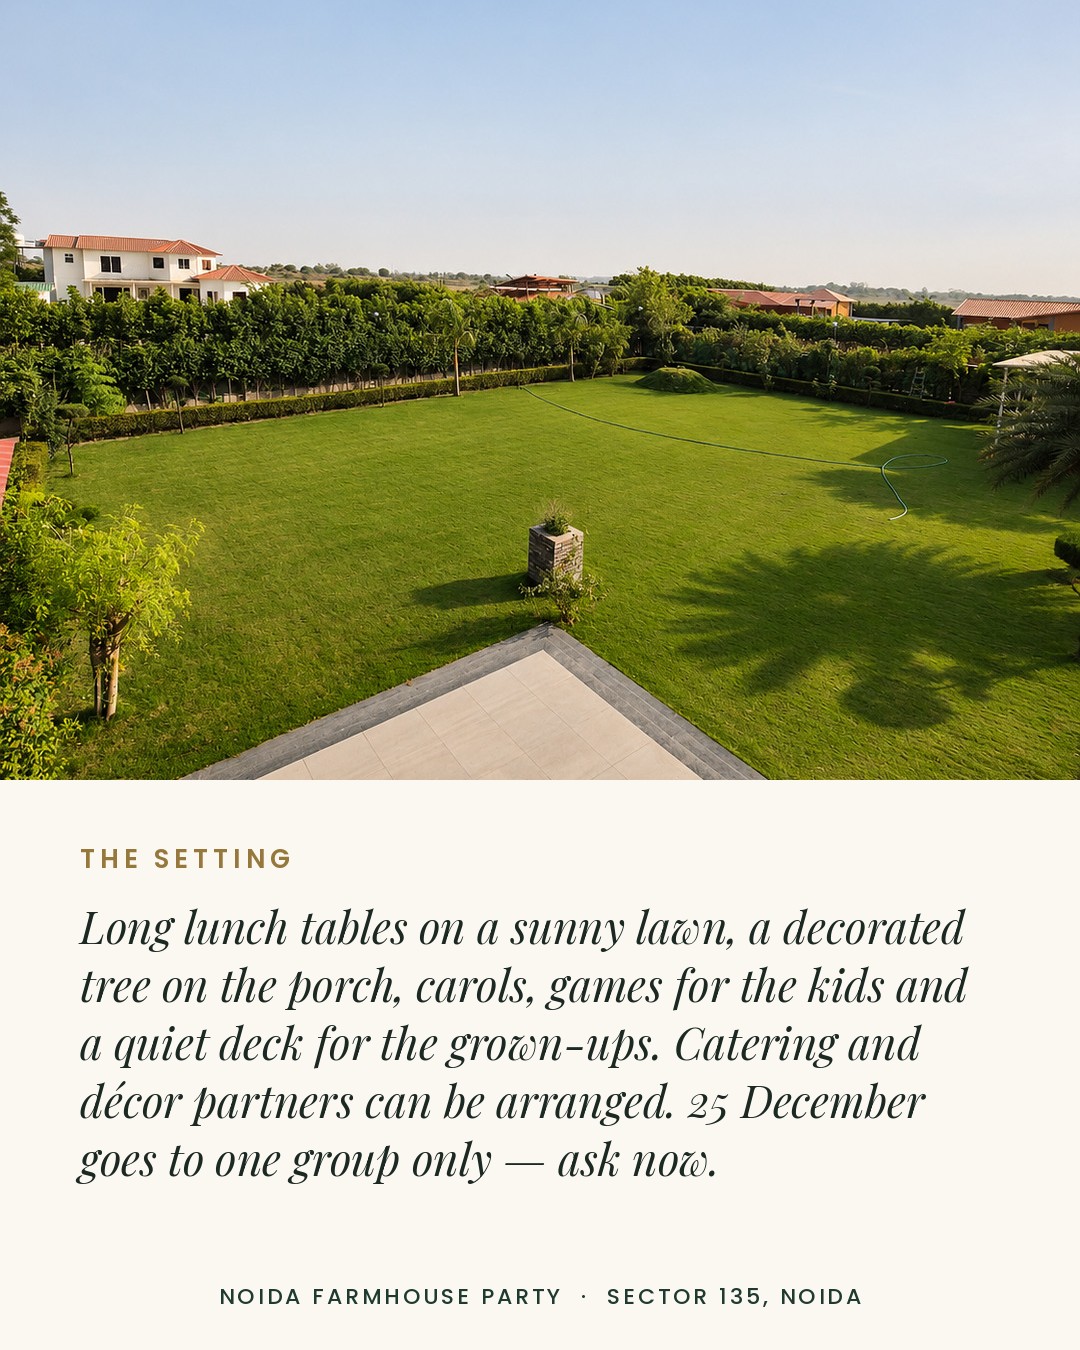 THE SETTING
Long lunch tables on a sunny lawn, a decorated
tree on the porch, carols, games for the kids and
a quiet deck for the grown-ups. Catering and
décor partners can be arranged. 25 December
goes to one group only — ask now.
NOIDA FARMHOUSE PARTY · SECTOR 135, NOIDA